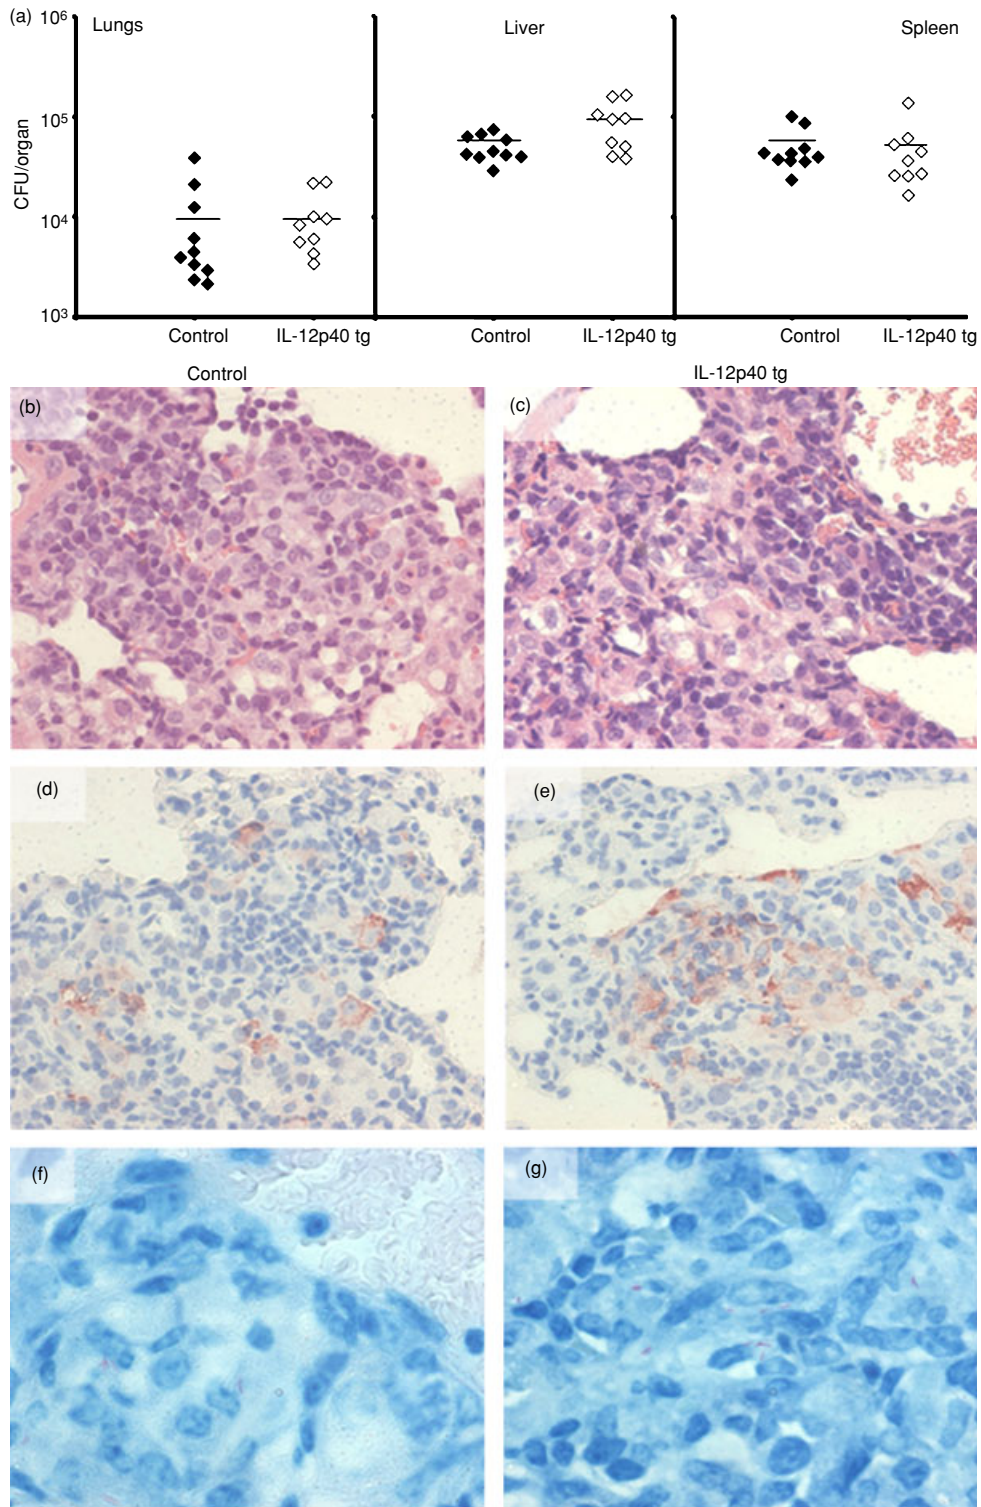 (a)
10⁶
Lungs
Liver
Spleen
10⁵
CFU/organ
10⁴
10³
Control
IL-12p40 tg
Control
IL-12p40 tg
Control
IL-12p40 tg
Control
IL-12p40 tg
(b)
(c)
(d)
(e)
(f)
(g)